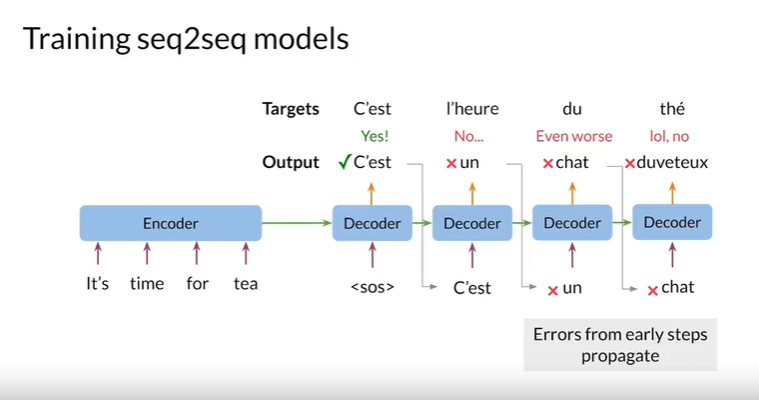 Training seq2seq models
Targets C'est l'heure du thé
Yes! No... Even worse lol, no
Output ✓C'est ×un ×chat ×duveteux
Encoder Decoder Decoder Decoder Decoder
It's time for tea <sos> C'est × un × chat
Errors from early steps
propagate